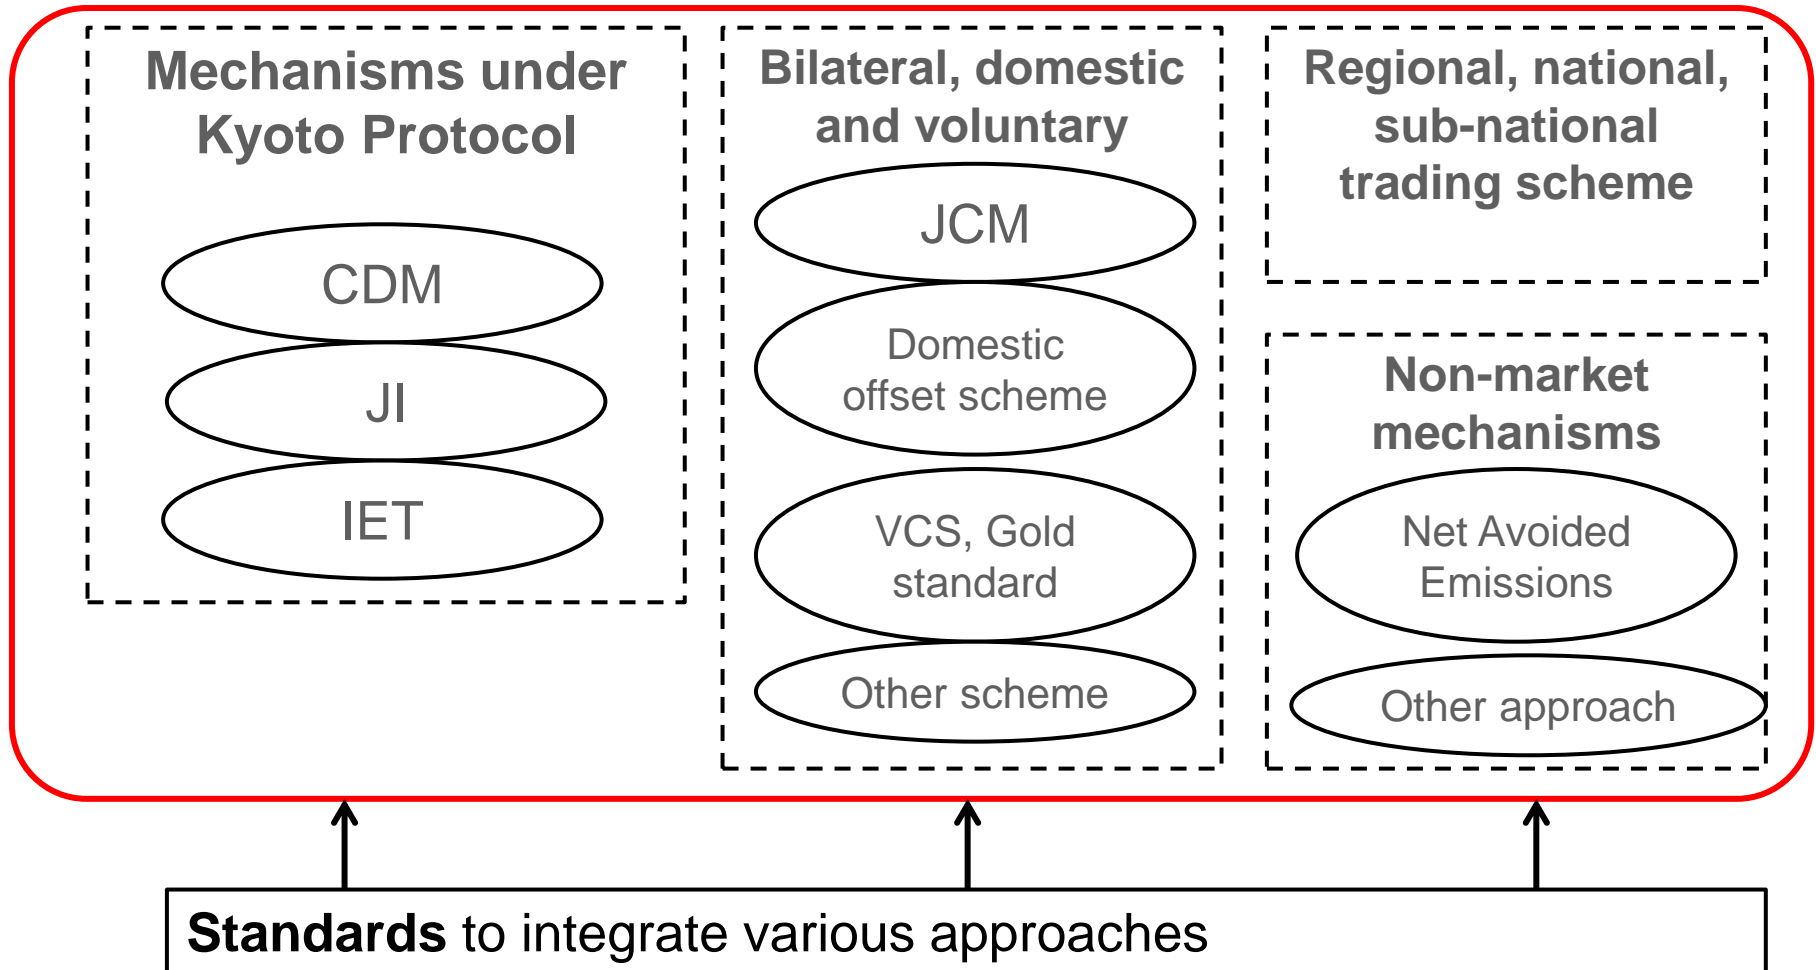 Mechanisms under
Kyoto Protocol
CDM
JI
IET
Bilateral, domestic
and voluntary
JCM
Domestic
offset scheme
VCS, Gold
standard
Other scheme
Regional, national,
sub-national
trading scheme
Non-market
mechanisms
Net Avoided
Emissions
Other approach
Standards to integrate various approaches